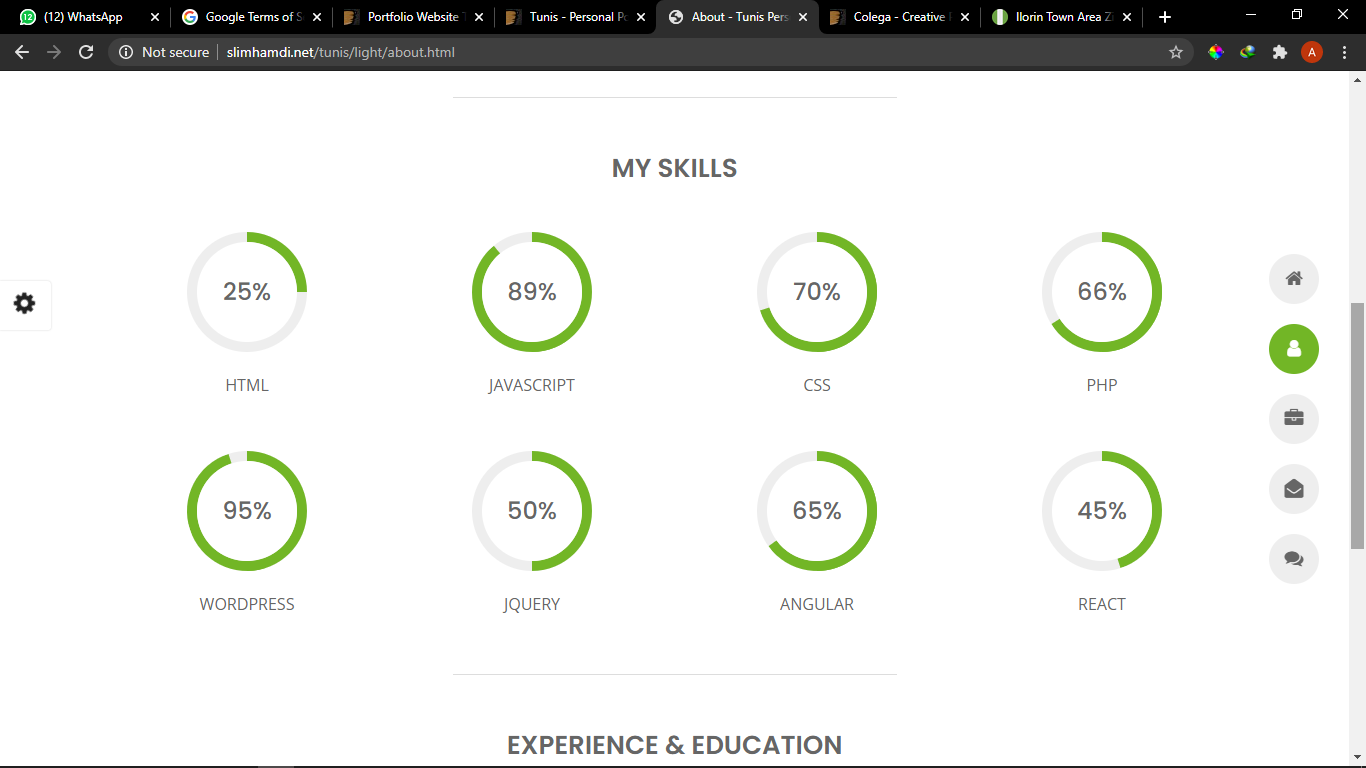 (12) WhatsApp
Google Terms of S
Portfolio Website T
Tunis - Personal Po
About - Tunis Pers
Colega - Creative
Ilorin Town Area Z
Not secure | slimhamdi.net/tunis/light/about.html
A
MY SKILLS
25% 89% 70% 66%
HTML JAVASCRIPT CSS PHP
95% 50% 65% 45%
WORDPRESS JQUERY ANGULAR REACT
EXPERIENCE & EDUCATION